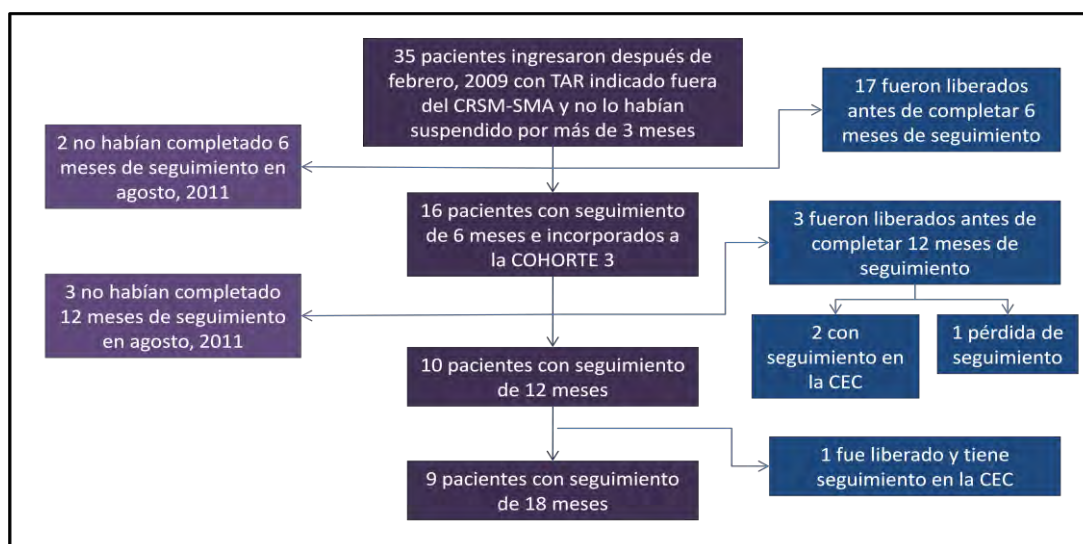 35 pacientes ingresaron después de
febrero, 2009 con TAR indicado fuera
del CRSM-SMA y no lo habían
suspendido por más de 3 meses
17 fueron liberados
antes de completar 6
meses de seguimiento
2 no habían completado 6
meses de seguimiento en
agosto, 2011
16 pacientes con seguimiento
de 6 meses e incorporados a
la COHORTE 3
3 fueron liberados antes de
completar 12 meses de
seguimiento
3 no habían completado
12 meses de seguimiento
en agosto, 2011
2 con
seguimiento en
la CEC
1 pérdida de
seguimiento
10 pacientes con seguimiento
de 12 meses
1 fue liberado y tiene
seguimiento en la CEC
9 pacientes con seguimiento
de 18 meses